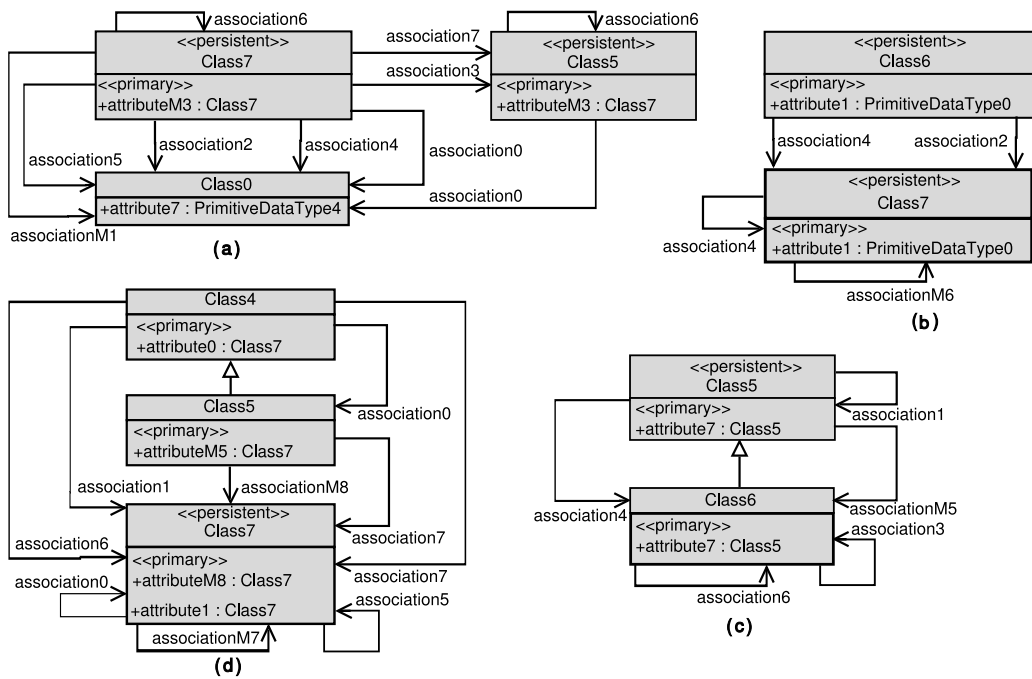 association6
<<persistent>>
Class7
<<primary>>
+attributeM3 : Class7
association7
association3
association6
<<persistent>>
Class5
<<primary>>
+attributeM3 : Class7
association5
association2
association4
association0
Class0
+attribute7 : PrimitiveDataType4
association0
associationM1
(a)
<<persistent>>
Class6
<<primary>>
+attribute1 : PrimitiveDataType0
association4
association2
<<persistent>>
Class7
<<primary>>
+attribute1 : PrimitiveDataType0
association4
associationM6
(b)
Class4
<<primary>>
+attribute0 : Class7
Class5
<<primary>>
+attributeM5 : Class7
association0
association1
associationM8
<<persistent>>
Class7
association7
association6
<<primary>>
+attributeM8 : Class7
+attribute1 : Class7
association0
association7
association5
associationM7
(d)
<<persistent>>
Class5
<<primary>>
+attribute7 : Class5
association1
Class6
association4
associationM5
<<primary>>
+attribute7 : Class5
association3
association6
(c)